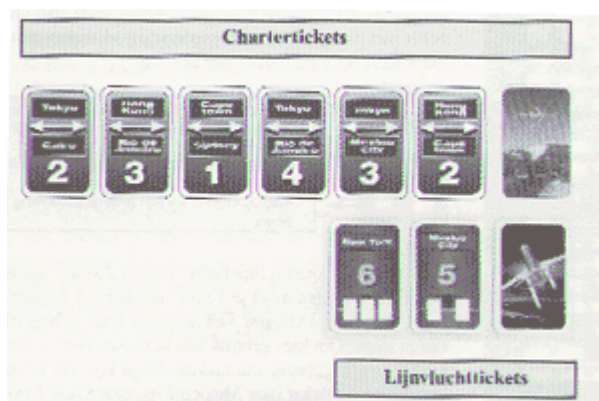 Chartertickets
Tokyo
Cairo
2
Hong
Kong
Rio de
Janeiro
3
Cape
town
Sydney
1
Tokyo
Rio de
Janeiro
4
Tokyo
Mexico
City
3
Hong
Kong
Cape
town
2
New York
6
Mexico
City
5
Lijnvluchttickets